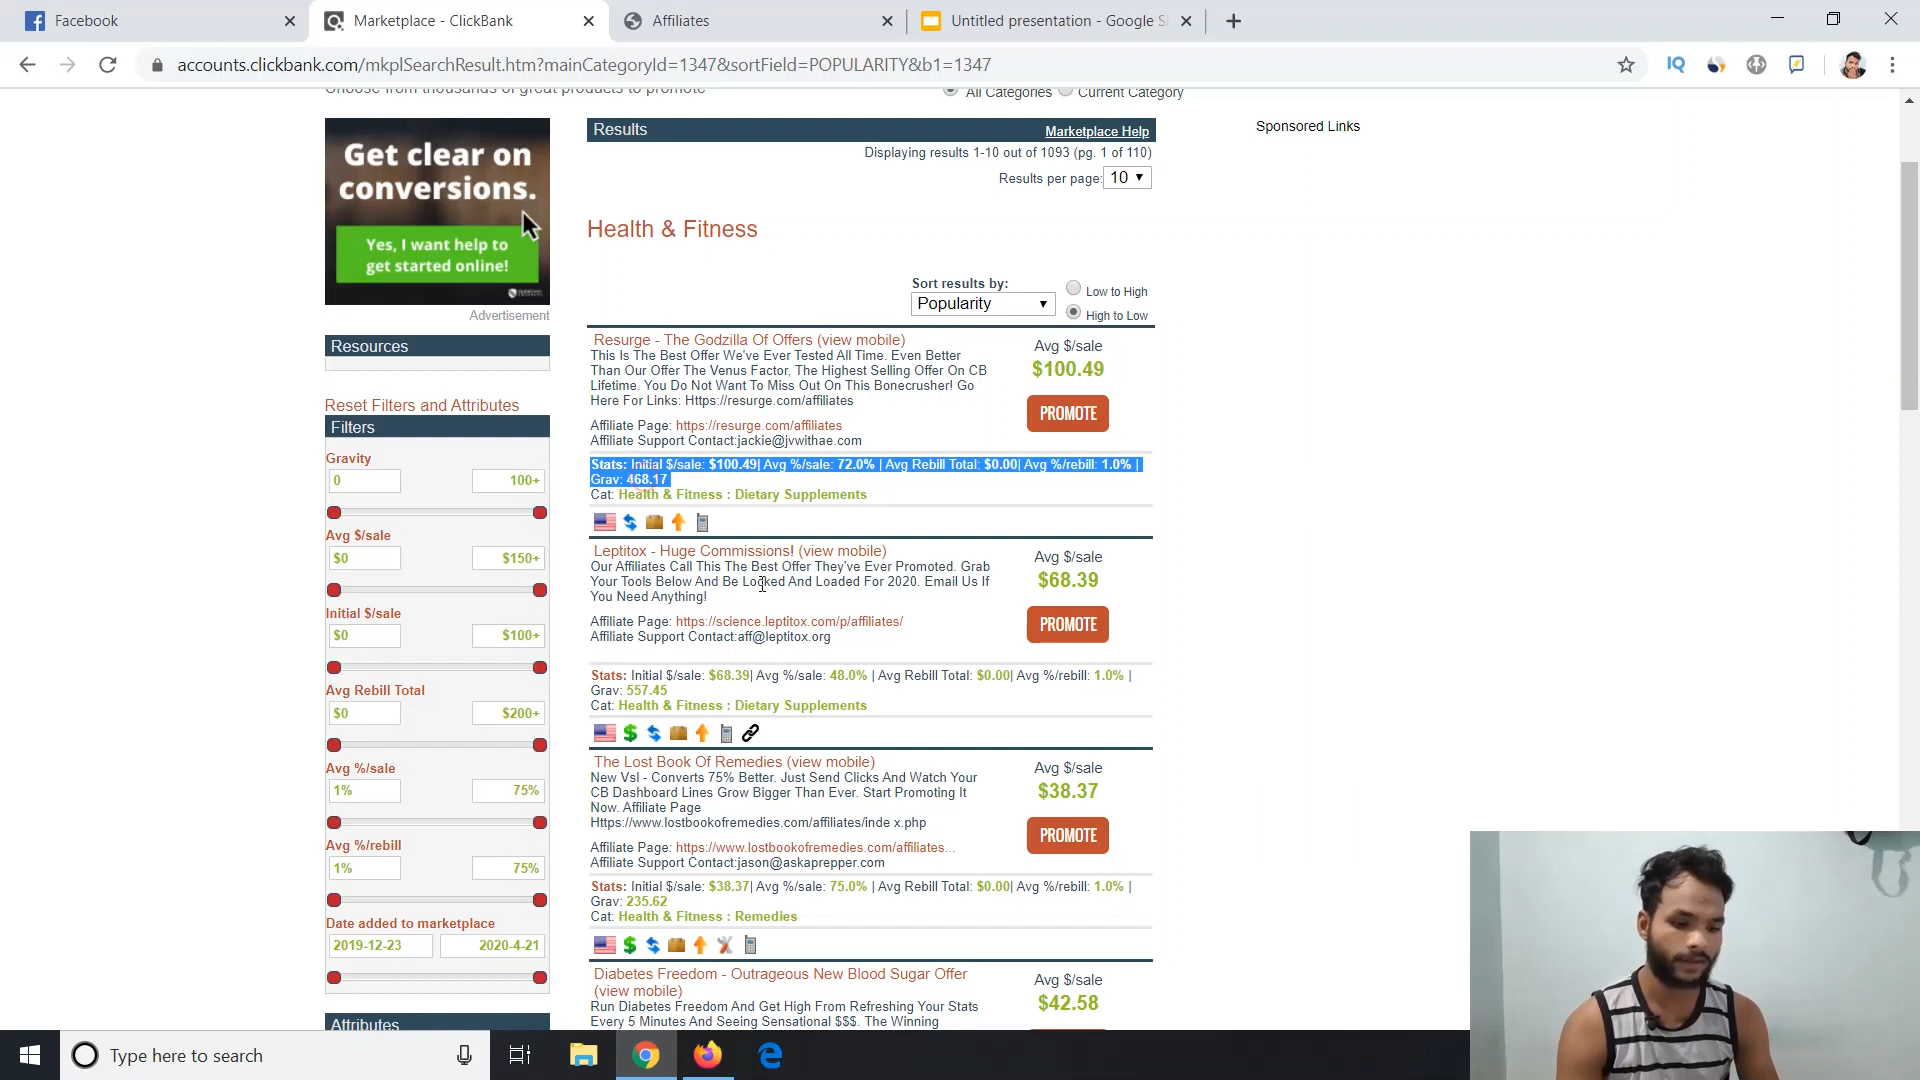 Facebook
Marketplace - ClickBank
Affiliates
Untitled presentation - Google Sl
accounts.clickbank.com/mkplSearchResult.htm?mainCategoryId=1347&sortField=POPULARITY&b1=1347
IQ
Choose from thousands of great products to promote
All Categories Current Category
Get clear on
conversions.
Yes, I want help to
get started online!
Advertisement
Resources
Reset Filters and Attributes
Filters
Gravity
0 100+
Avg $/sale
$0 $150+
Initial $/sale
$0 $100+
Avg Rebill Total
$0 $200+
Avg %/sale
1% 75%
Avg %/rebill
1% 75%
Date added to marketplace
2019-12-23 2020-4-21
Attributes
Results Marketplace Help
Displaying results 1-10 out of 1093 (pg. 1 of 110)
Results per page: 10
Health & Fitness
Sort results by:
Popularity
Low to High
High to Low
Resurge - The Godzilla Of Offers (view mobile)
This Is The Best Offer We've Ever Tested All Time. Even Better
Than Our Offer The Venus Factor, The Highest Selling Offer On CB
Lifetime. You Do Not Want To Miss Out On This Bonecrusher! Go
Here For Links: Https://resurge.com/affiliates
Affiliate Page: https://resurge.com/affiliates
Affiliate Support Contact:jackie@jvwithae.com
Avg $/sale
$100.49
PROMOTE
Stats: Initial $/sale: $100.49| Avg %/sale: 72.0% | Avg Rebill Total: $0.00| Avg %/rebill: 1.0% |
Grav: 468.17
Cat: Health & Fitness : Dietary Supplements
Leptitox - Huge Commissions! (view mobile)
Our Affiliates Call This The Best Offer They've Ever Promoted. Grab
Your Tools Below And Be Locked And Loaded For 2020. Email Us If
You Need Anything!
Affiliate Page: https://science.leptitox.com/p/affiliates/
Affiliate Support Contact:aff@leptitox.org
Avg $/sale
$68.39
PROMOTE
Stats: Initial $/sale: $68.39| Avg %/sale: 48.0% | Avg Rebill Total: $0.00| Avg %/rebill: 1.0% |
Grav: 557.45
Cat: Health & Fitness : Dietary Supplements
The Lost Book Of Remedies (view mobile)
New Vsl - Converts 75% Better. Just Send Clicks And Watch Your
CB Dashboard Lines Grow Bigger Than Ever. Start Promoting It
Now. Affiliate Page
Https://www.lostbookofremedies.com/affiliates/inde x.php
Affiliate Page: https://www.lostbookofremedies.com/affiliates...
Affiliate Support Contact:jason@askaprepper.com
Avg $/sale
$38.37
PROMOTE
Stats: Initial $/sale: $38.37| Avg %/sale: 75.0% | Avg Rebill Total: $0.00| Avg %/rebill: 1.0% |
Grav: 235.62
Cat: Health & Fitness : Remedies
Diabetes Freedom - Outrageous New Blood Sugar Offer
(view mobile)
Run Diabetes Freedom And Get High From Refreshing Your Stats
Every 5 Minutes And Seeing Sensational $$$. The Winning
Avg $/sale
$42.58
Sponsored Links
Type here to search